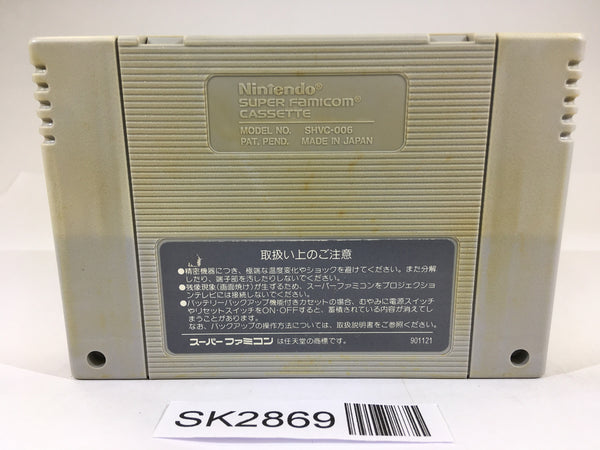 Nintendo®
SUPER FAMICOM®
CASSETTE
MODEL NO. SHVC-006
PAT. PEND. MADE IN JAPAN
取扱い上のご注意
●精密機器につき、極端な温度変化やショックを避けてください。また分解
したり、端子部を汚したりしないでください。
●残像現象(画面焼け)が生ずるため、スーパーファミコンをプロジェクショ
ンテレビには接続しないでください。
●バッテリーバックアップ機能付きカセットの場合、むやみに電源スイッチ
やリセットスイッチをON・OFFすると、蓄積されている内容が消えてし
まうことがあります。
なお、バックアップの操作方法については、取扱説明書をご参照ください。
スーパーファミコン は任天堂の商標です。 901121
SK2869